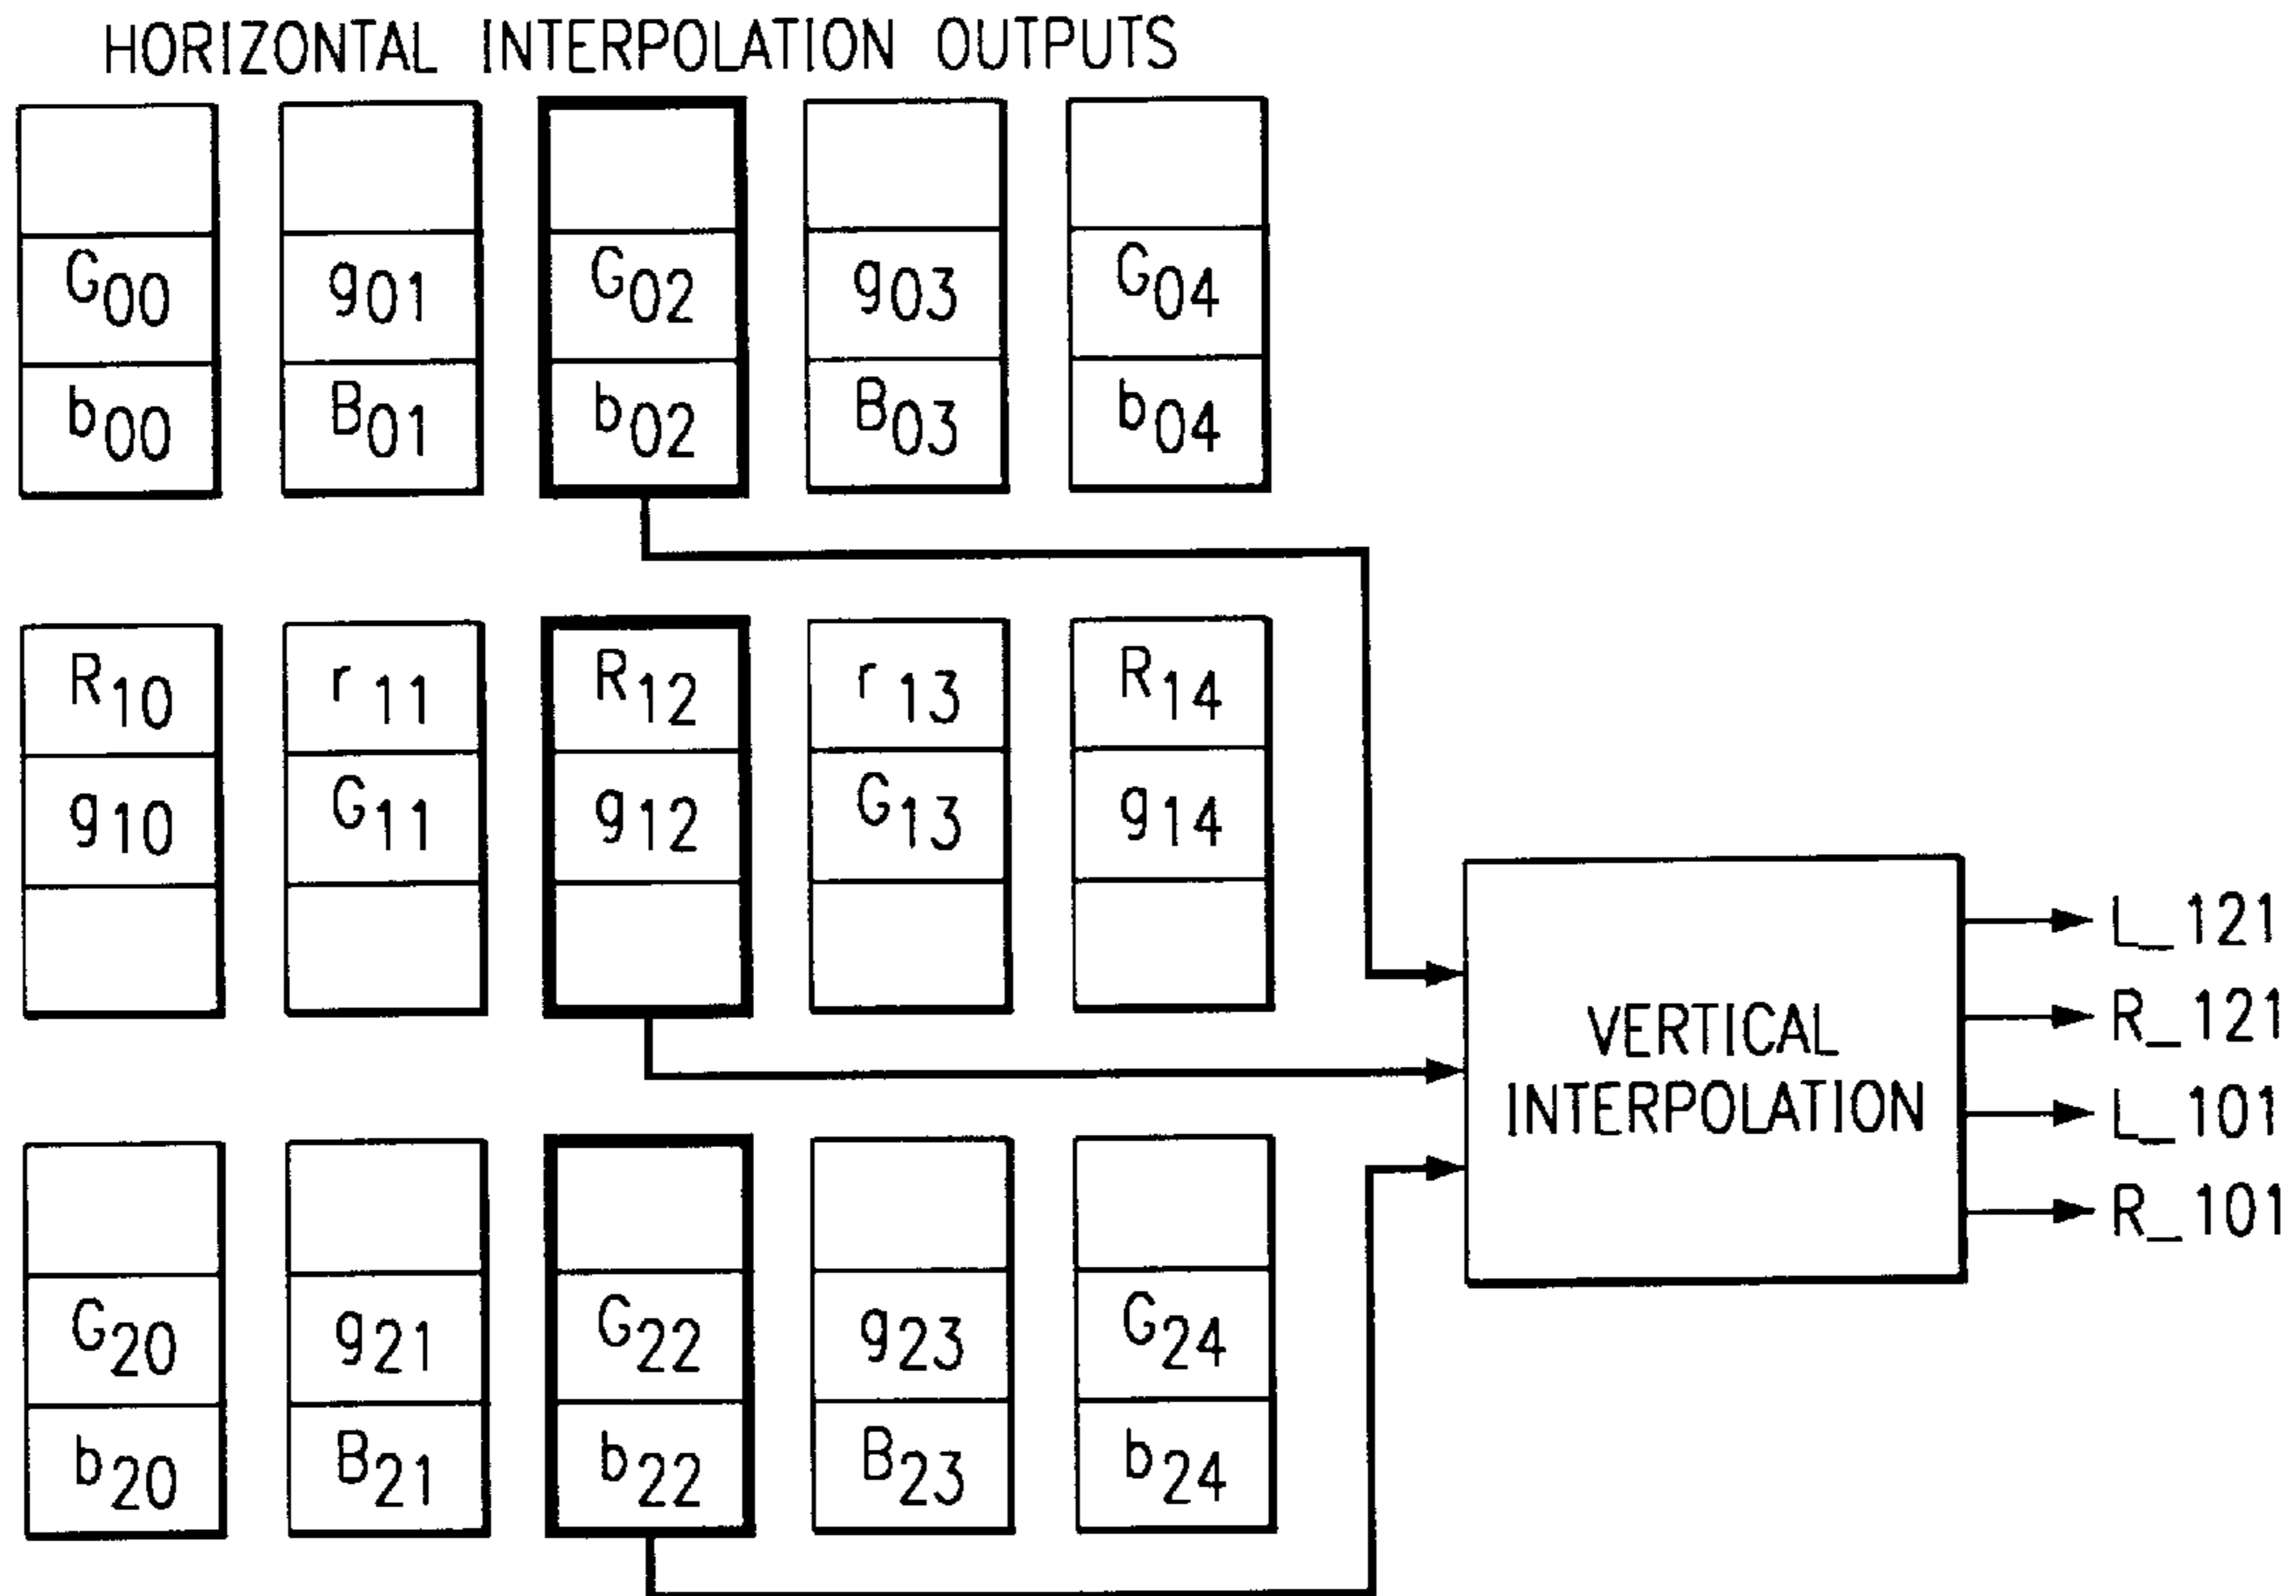 HORIZONTAL INTERPOLATION OUTPUTS
G00 g01 G02 g03 G04
b00 B01 b02 B03 b04
R10 r11 R12 r13 R14
g10 G11 g12 G13 g14
VERTICAL
INTERPOLATION
L_121
R_121
L_101
R_101
G20 g21 G22 g23 G24
b20 B21 b22 B23 b24